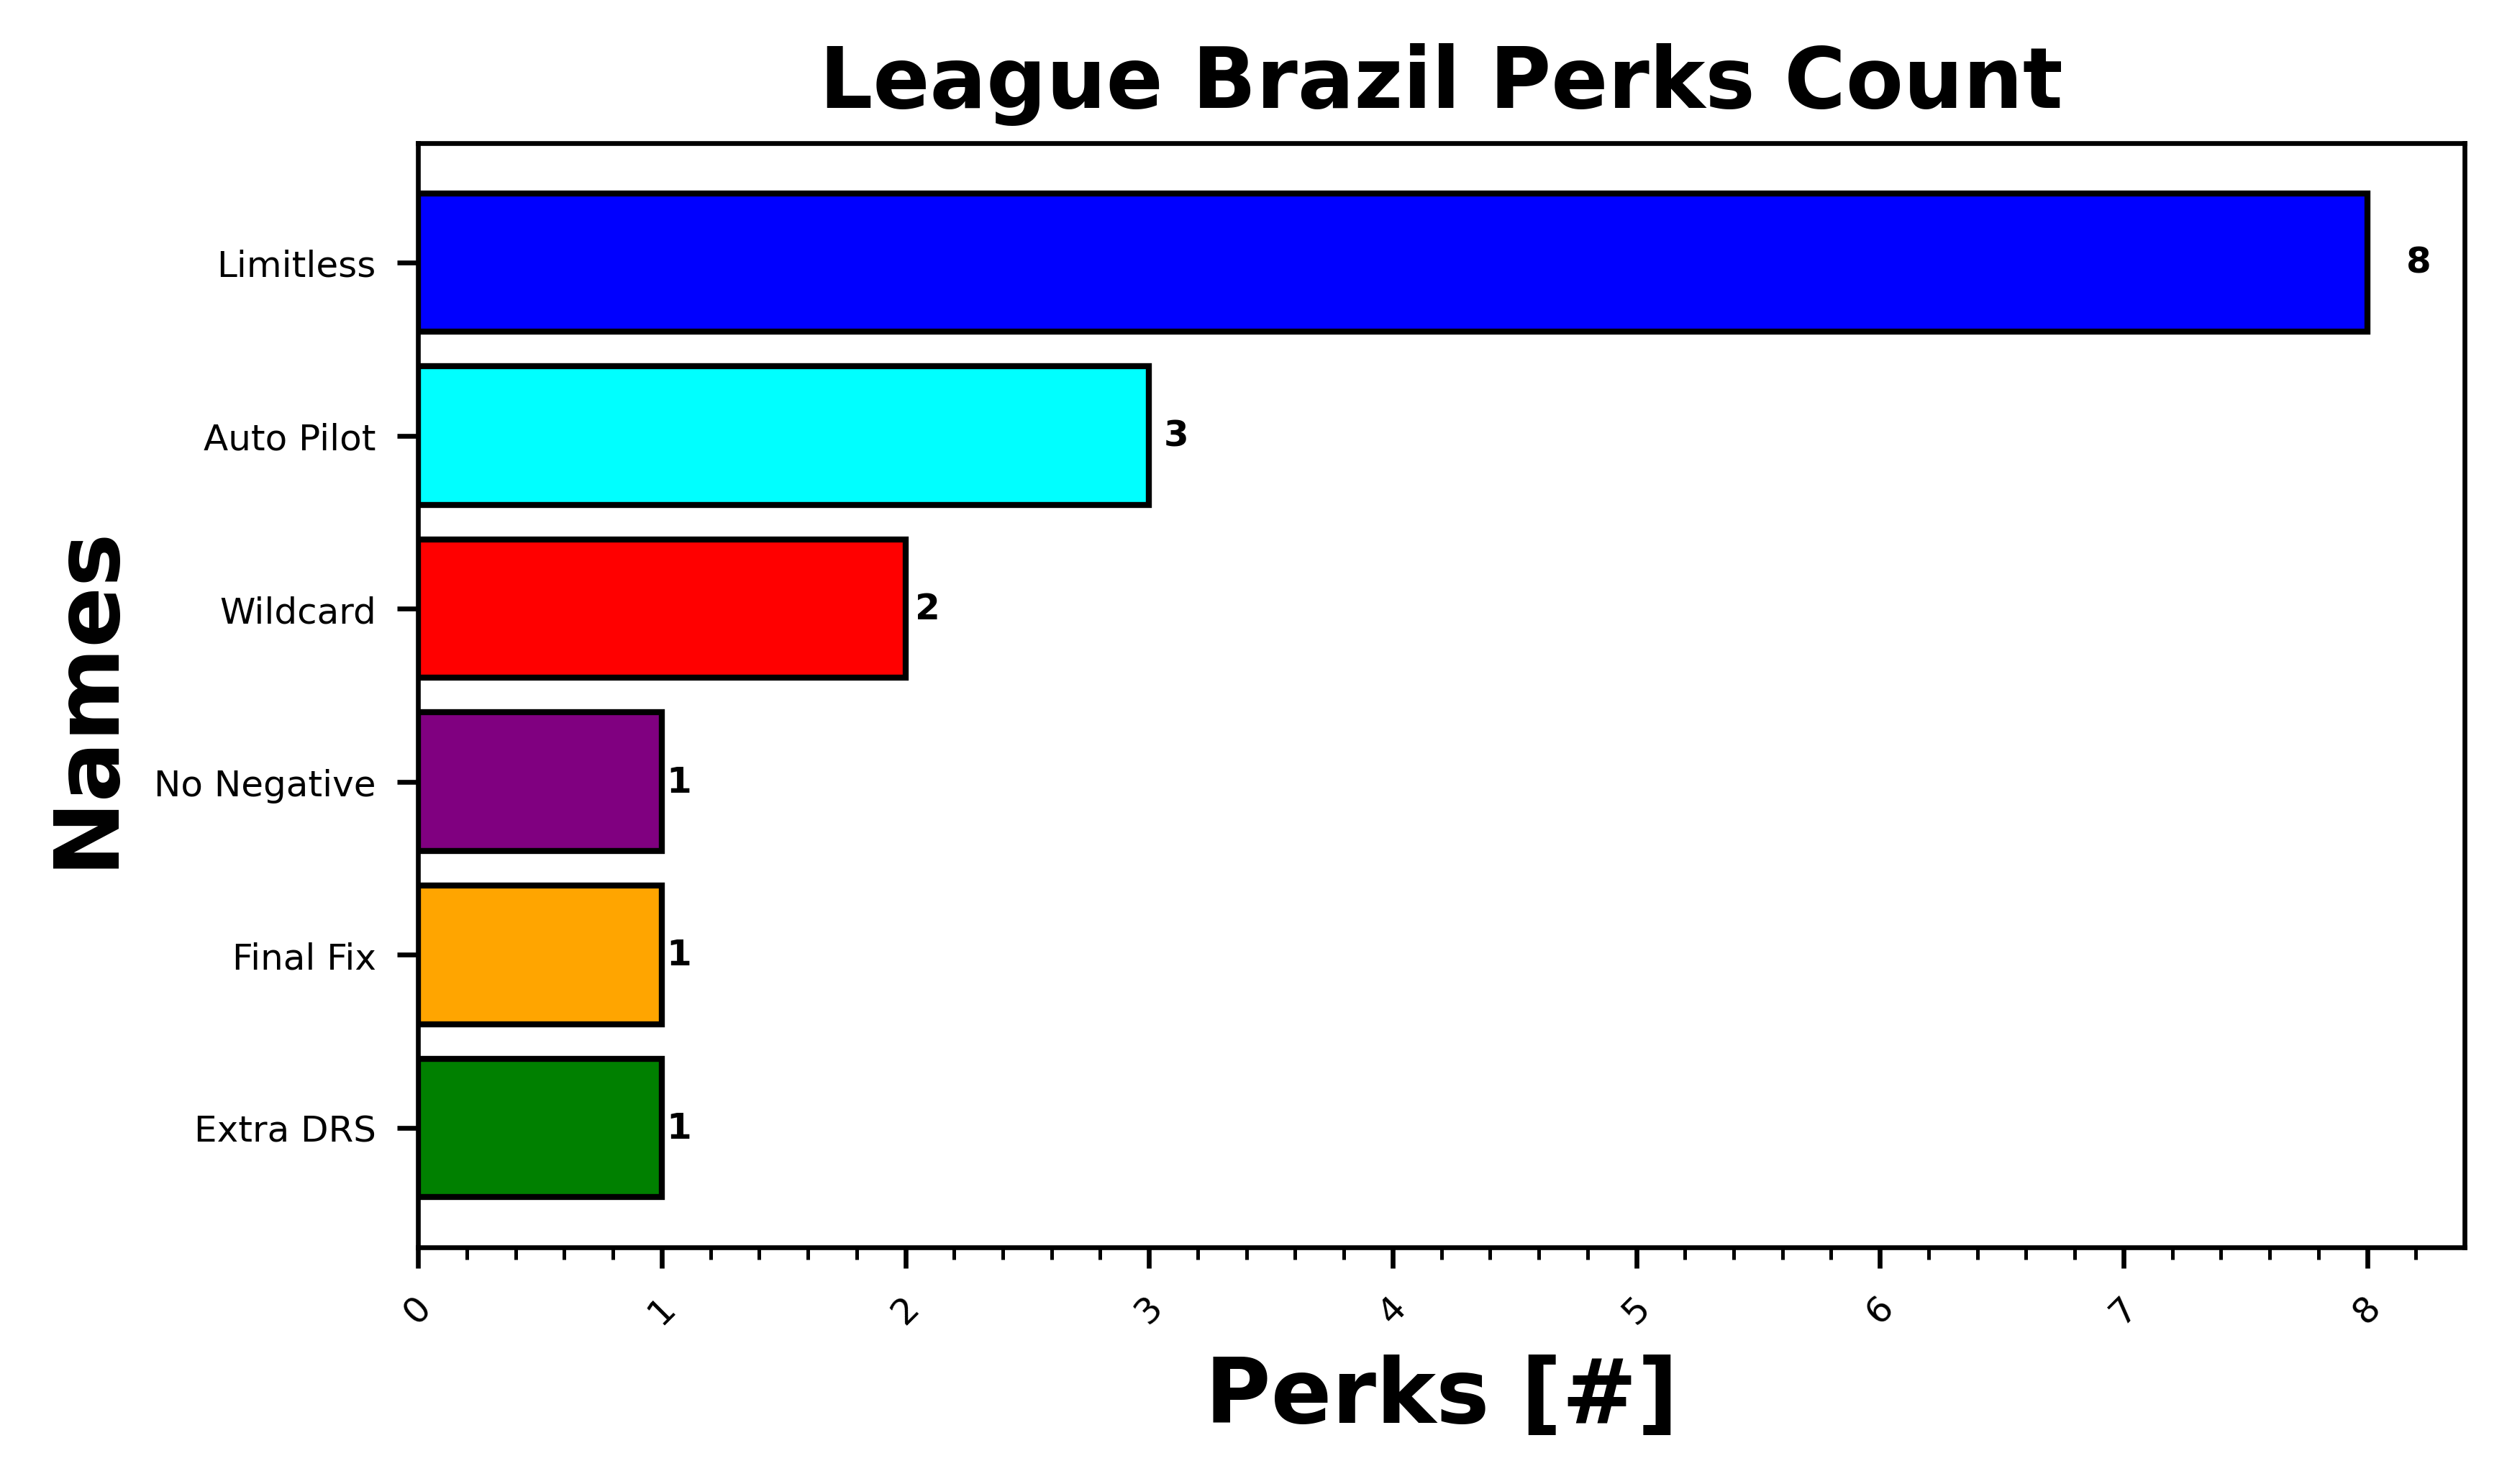 League Brazil Perks Count
Names
Limitless
8
Auto Pilot
3
Wildcard
2
No Negative
1
Final Fix
1
Extra DRS
1
0 1 2 3 4 5 6 7 8
Perks [#]